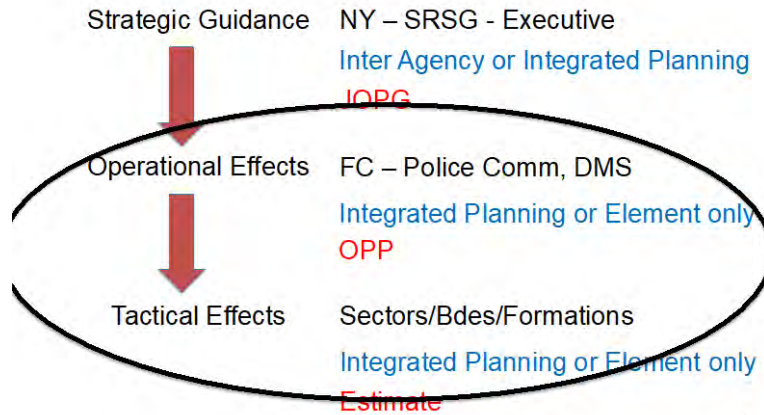 Strategic Guidance NY – SRSG - Executive
Inter Agency or Integrated Planning
JOPG
Operational Effects FC – Police Comm, DMS
Integrated Planning or Element only
OPP
Tactical Effects Sectors/Bdes/Formations
Integrated Planning or Element only
Estimate